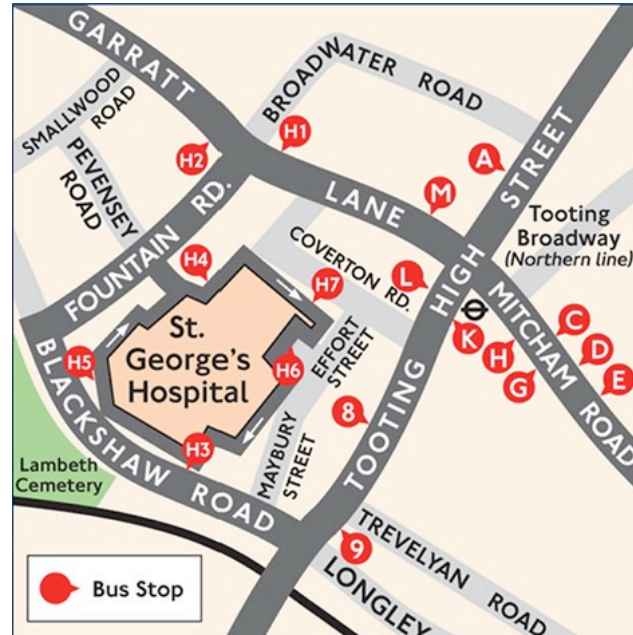 GARRATT
LANE
BROADWATER ROAD
SMALLWOOD
ROAD
PEVENSEY
ROAD
H1
H2
A
M
TOOTING HIGH STREET
Tooting
Broadway
(Northern line)
FOUNTAIN RD.
H4
COVERTON RD.
L
H7
MITCHAM ROAD
K
H
G
C
D
E
St.
George's
Hospital
H5
H6
EFFORT
STREET
8
BLACKSHAW ROAD
H3
MAYBURY
STREET
Lambeth
Cemetery
9
TREVELYAN
ROAD
LONGLEY
Bus Stop